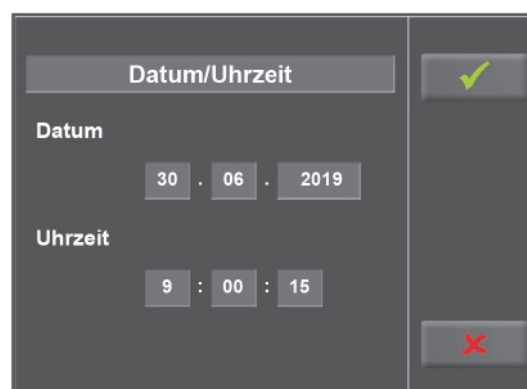 Datum/Uhrzeit
Datum
30 . 06 . 2019
Uhrzeit
9 : 00 : 15